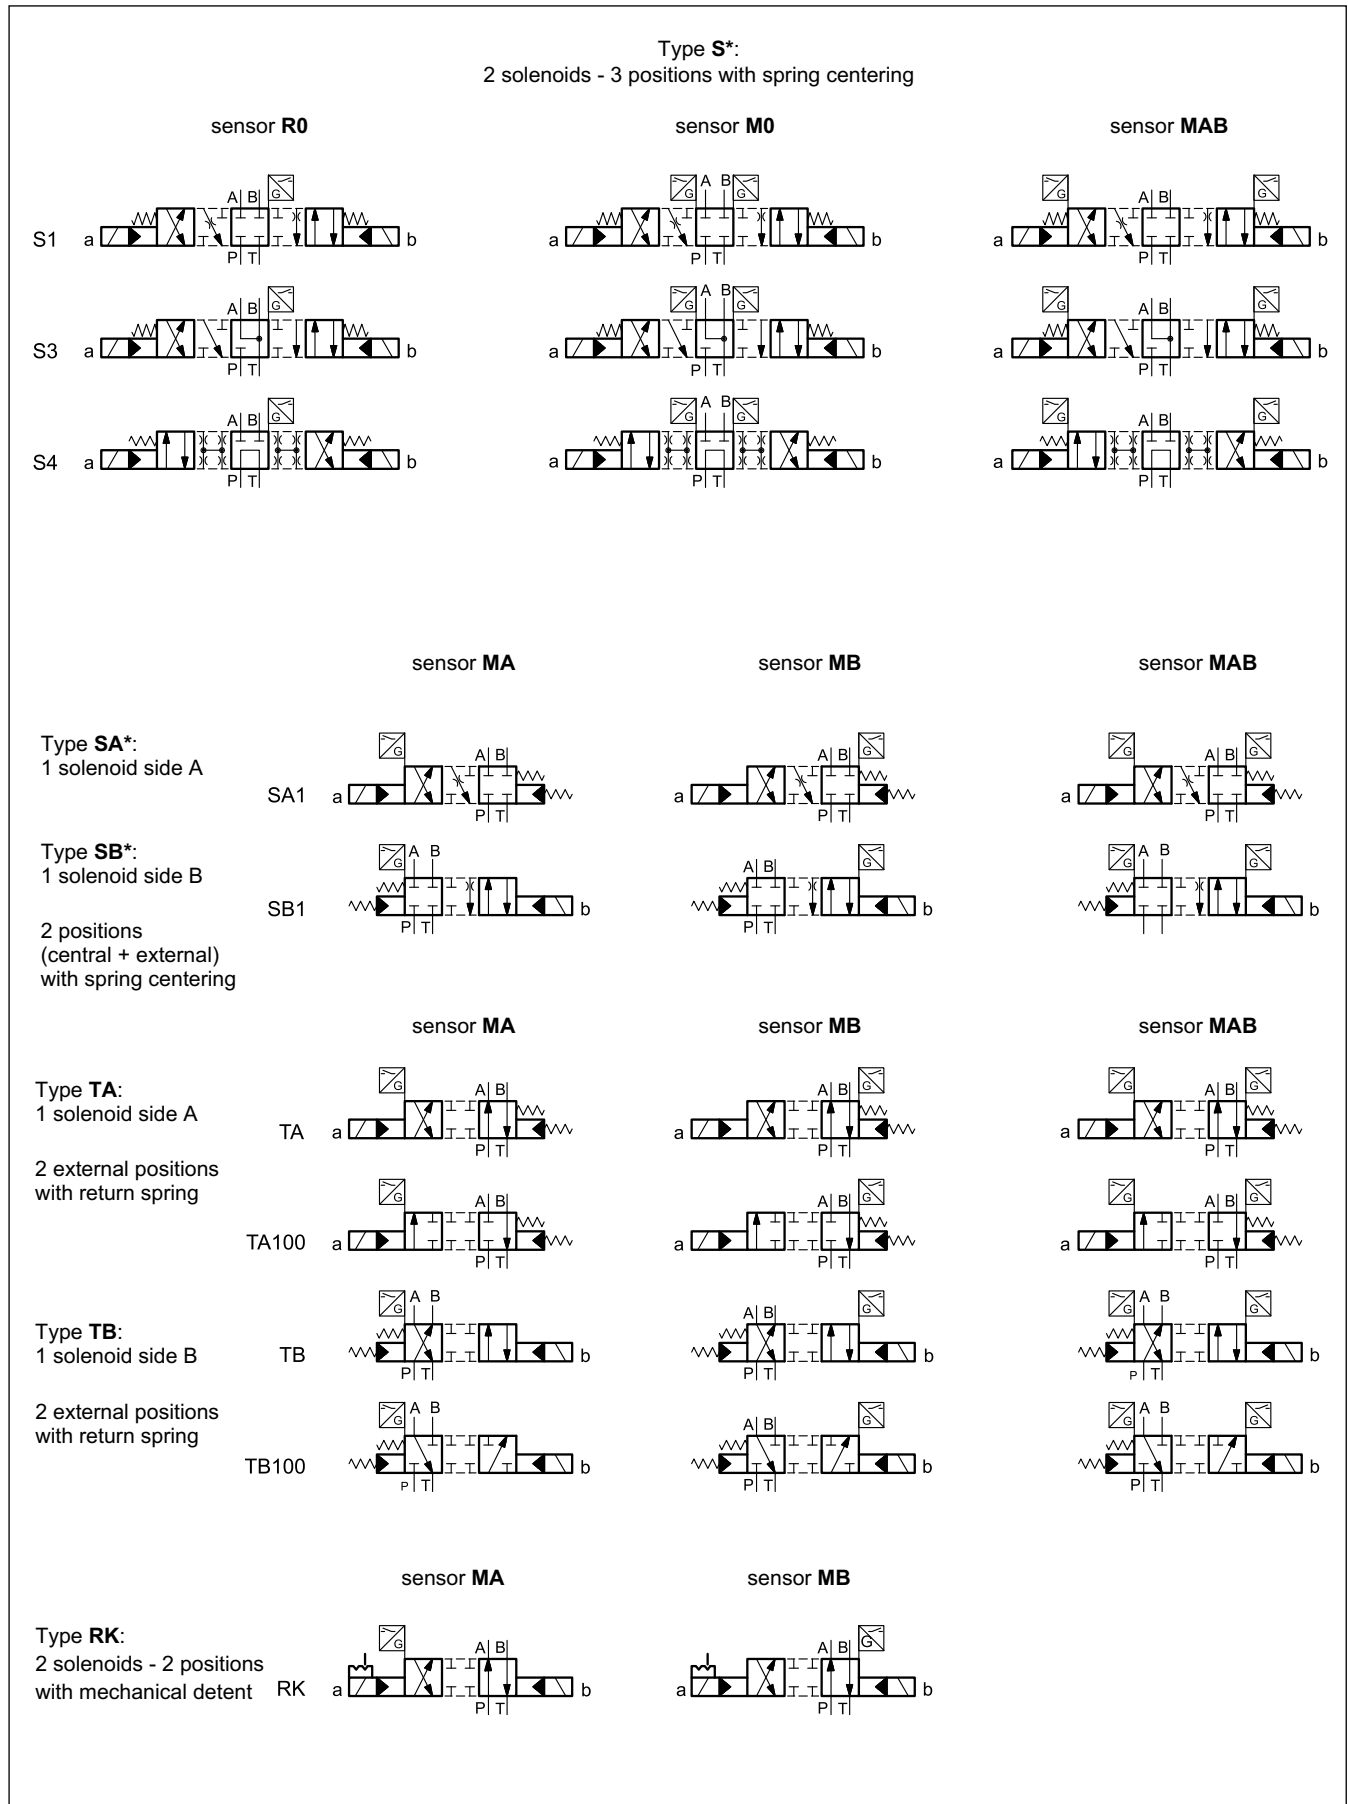 Type S*:
2 solenoids - 3 positions with spring centering
sensor R0 sensor M0 sensor MAB
A B G G A B G G A B G
S1 a P T b a P T b a P T b
A B G G A B G G A B G
S3 a P T b a P T b a P T b
A B G G A B G G A B G
S4 a P T b a P T b a P T b
sensor MA sensor MB sensor MAB
Type SA*:
1 solenoid side A
G A B A B G G A B G
SA1 a P T a P T a P T
Type SB*:
1 solenoid side B
G A B A B G G A B G
SB1 P T b P T b b
2 positions
(central + external)
with spring centering
sensor MA sensor MB sensor MAB
Type TA:
1 solenoid side A
G A B A B G G A B G
TA a P T a P T a P T
2 external positions
with return spring
G A B A B G G A B G
TA100 a P T a P T a P T
Type TB:
1 solenoid side B
G A B A B G G A B G
TB P T b P T b P T b
2 external positions
with return spring
G A B A B G G A B G
TB100 P T b P T b P T b
sensor MA sensor MB
Type RK:
2 solenoids - 2 positions
with mechanical detent
G A B A B G
RK a P T b a P T b